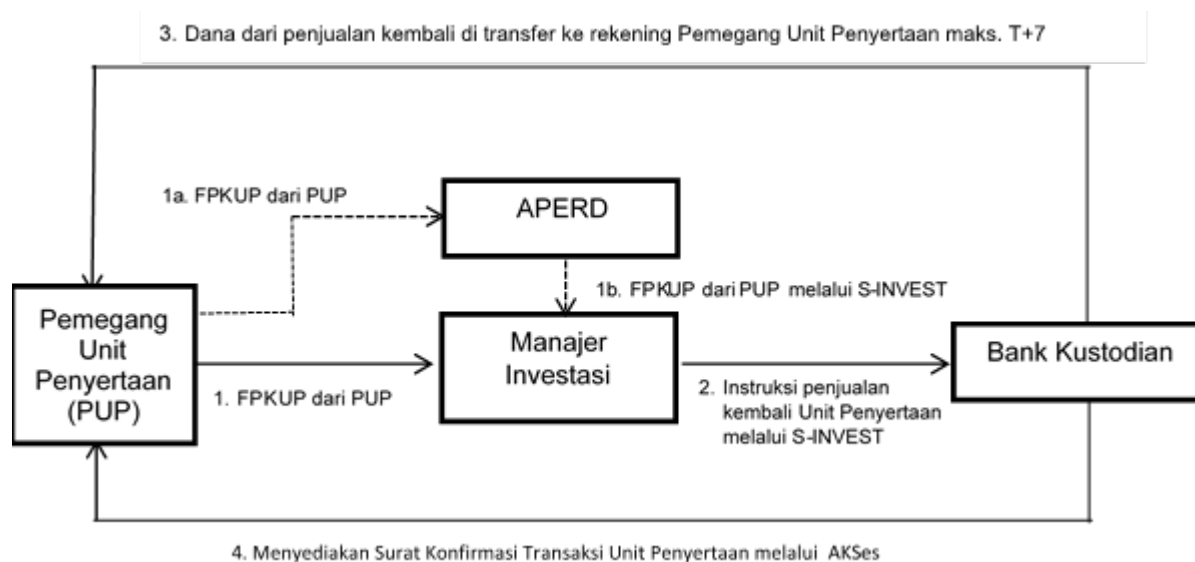 3. Dana dari penjualan kembali di transfer ke rekening Pemegang Unit Penyertaan maks. T+7
1a. FPKUP dari PUP
APERD
1b. FPKUP dari PUP melalui S-INVEST
Pemegang
Unit
Penyertaan
(PUP)
1. FPKUP dari PUP
Manajer
Investasi
2. Instruksi penjualan
kembali Unit Penyertaan
melalui S-INVEST
Bank Kustodian
4. Menyediakan Surat Konfirmasi Transaksi Unit Penyertaan melalui AKSes